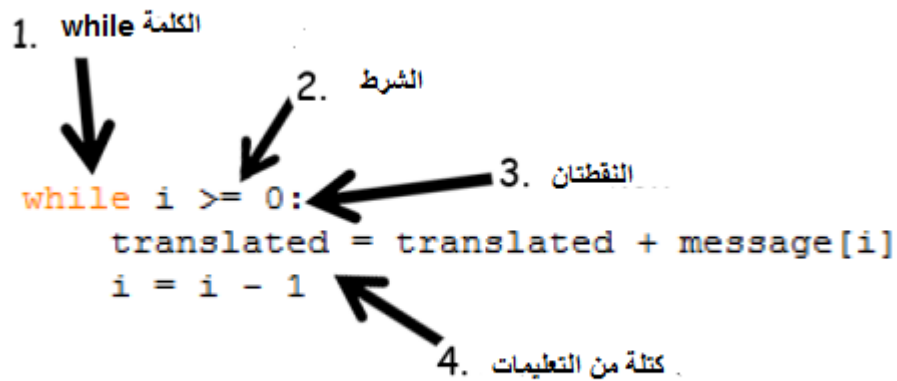 1. الكلمة while
2. الشرط
3. النقطتان
while i >= 0:
    translated = translated + message[i]
    i = i - 1
4. كتلة من التعليمات